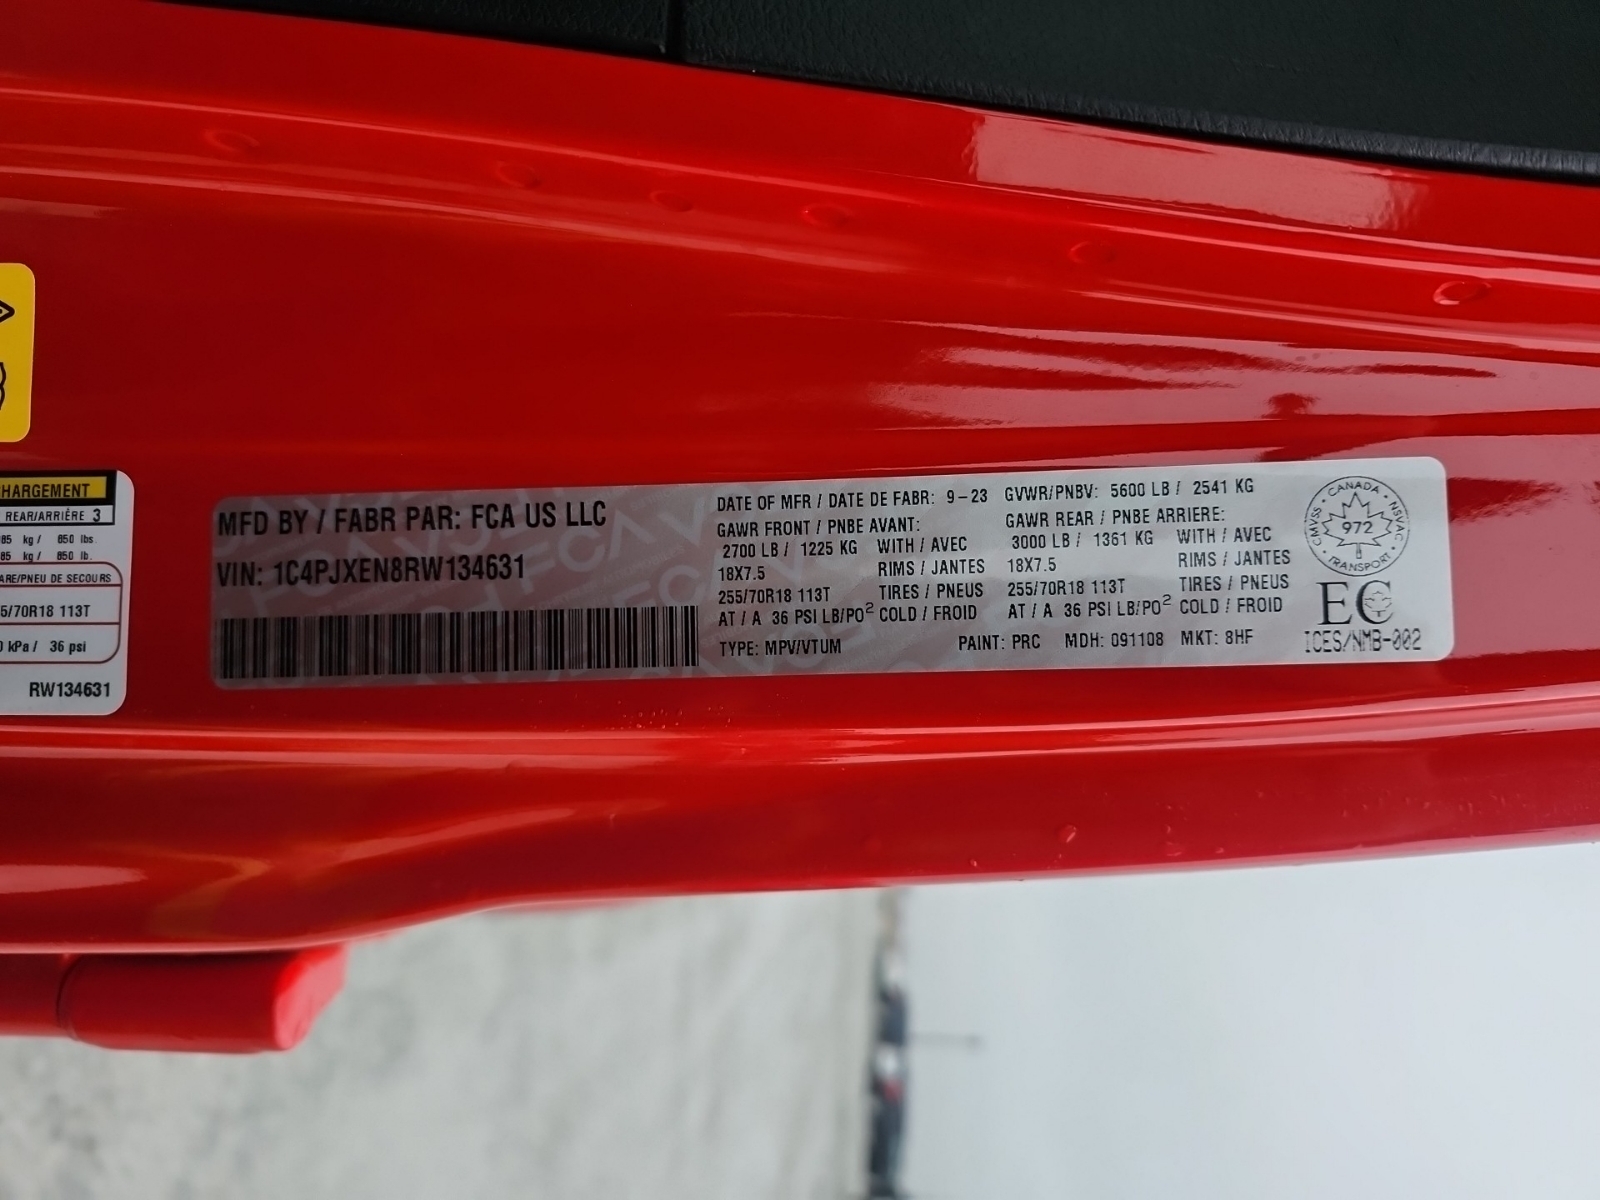 HARGEMENT
REAR/ARRIÈRE 3
385 kg / 850 lbs.
385 kg / 850 lb.
ARE/PNEU DE SECOURS
55/70R18 113T
0 kPa / 36 psi
RW134631
MFD BY / FABR PAR: FCA US LLC
VIN: 1C4PJXEN8RW134631
DATE OF MFR / DATE DE FABR: 9-23 GVWR/PNBV: 5600 LB / 2541 KG
GAWR FRONT / PNBE AVANT: GAWR REAR / PNBE ARRIERE:
2700 LB / 1225 KG WITH / AVEC 3000 LB / 1361 KG WITH / AVEC
18X7.5 RIMS / JANTES 18X7.5 RIMS / JANTES
255/70R18 113T TIRES / PNEUS 255/70R18 113T TIRES / PNEUS
AT / A 36 PSI LB/PO² COLD / FROID AT / A 36 PSI LB/PO² COLD / FROID
TYPE: MPV/VTUM PAINT: PRC MDH: 091108 MKT: 8HF
CANADA
CMVSS NSVAC
972
TRANSPORT
EC
ICES/NMB-002